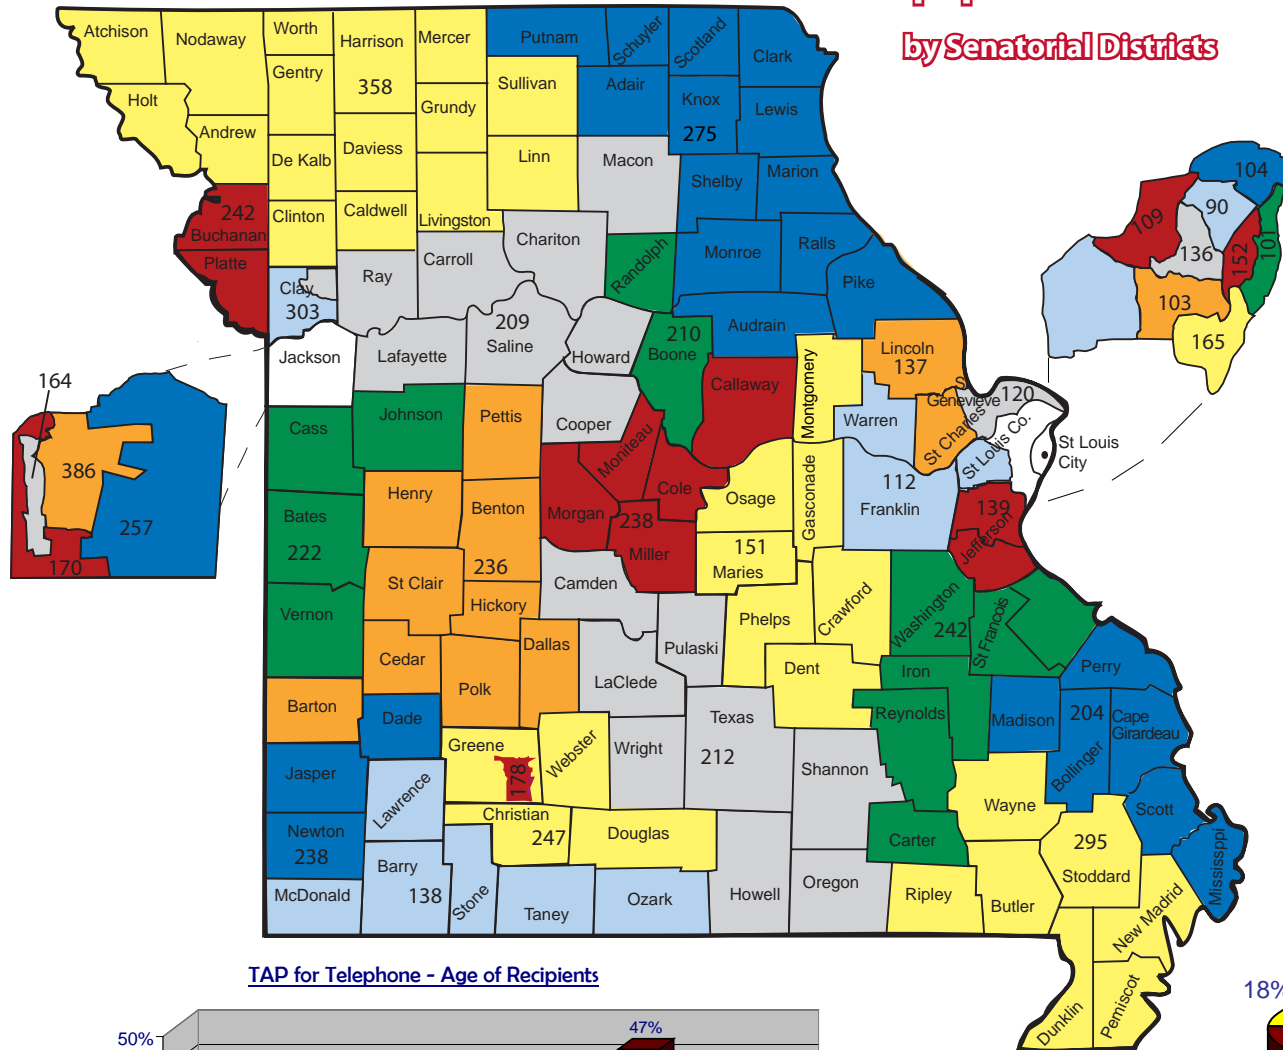 by Senatorial Districts
Atchison
Nodaway
Worth
Harrison
Mercer
Putnam
Schuyler
Scotland
Clark
Gentry
358
Sullivan
Adair
Knox
275
Lewis
Holt
Grundy
Andrew
De Kalb
Daviess
Linn
Macon
Shelby
Marion
242
Buchanan
Clinton
Caldwell
Livingston
Chariton
Randolph
Monroe
Ralls
Platte
Clay
303
Ray
Carroll
Pike
209
Saline
Howard
210
Boone
Audrain
Jackson
Lafayette
Callaway
Montgomery
Lincoln
137
Johnson
Pettis
Cooper
Moniteau
Warren
S
Genevieve
120
St Charles
St Louis Co.
St Louis
City
Cass
Henry
Benton
Morgan
Cole
238
Miller
Osage
Gasconade
112
Franklin
139
Jefferson
Bates
222
236
151
Maries
St Clair
Hickory
Camden
Vernon
Phelps
Crawford
Washington
242
St Francois
Cedar
Dallas
Pulaski
Dent
Iron
Perry
Barton
Polk
LaClede
Dade
Texas
212
Reynolds
Madison
204
Cape
Girardeau
Bollinger
Greene
178
Webster
Wright
Shannon
Jasper
Lawrence
Wayne
Scott
Christian
247
Douglas
Carter
295
Stoddard
Mississppi
Newton
238
Barry
138
McDonald
Stone
Taney
Ozark
Howell
Oregon
Ripley
Butler
New Madrid
Dunklin
Pemiscot
164
386
257
170
104
109
90
136
152
101
103
165
TAP for Telephone - Age of Recipients
50%
47%
18%